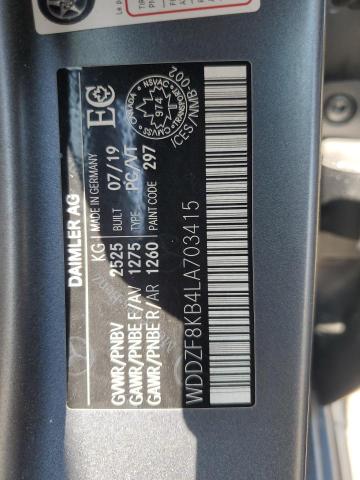 DAIMLER AG
KG MADE IN GERMANY
GVWR/PNBV 2525 BUILT 07/19
GAWR/PNBE F/AV 1275 TYPE PC/VT
GAWR/PNBE R/AR 1260 PAINT CODE 297
EC
CANADA
NSVAC
974
TRANSPORT
CMVSS
ICES/NMB-002
WDDZF8KB4LA703415